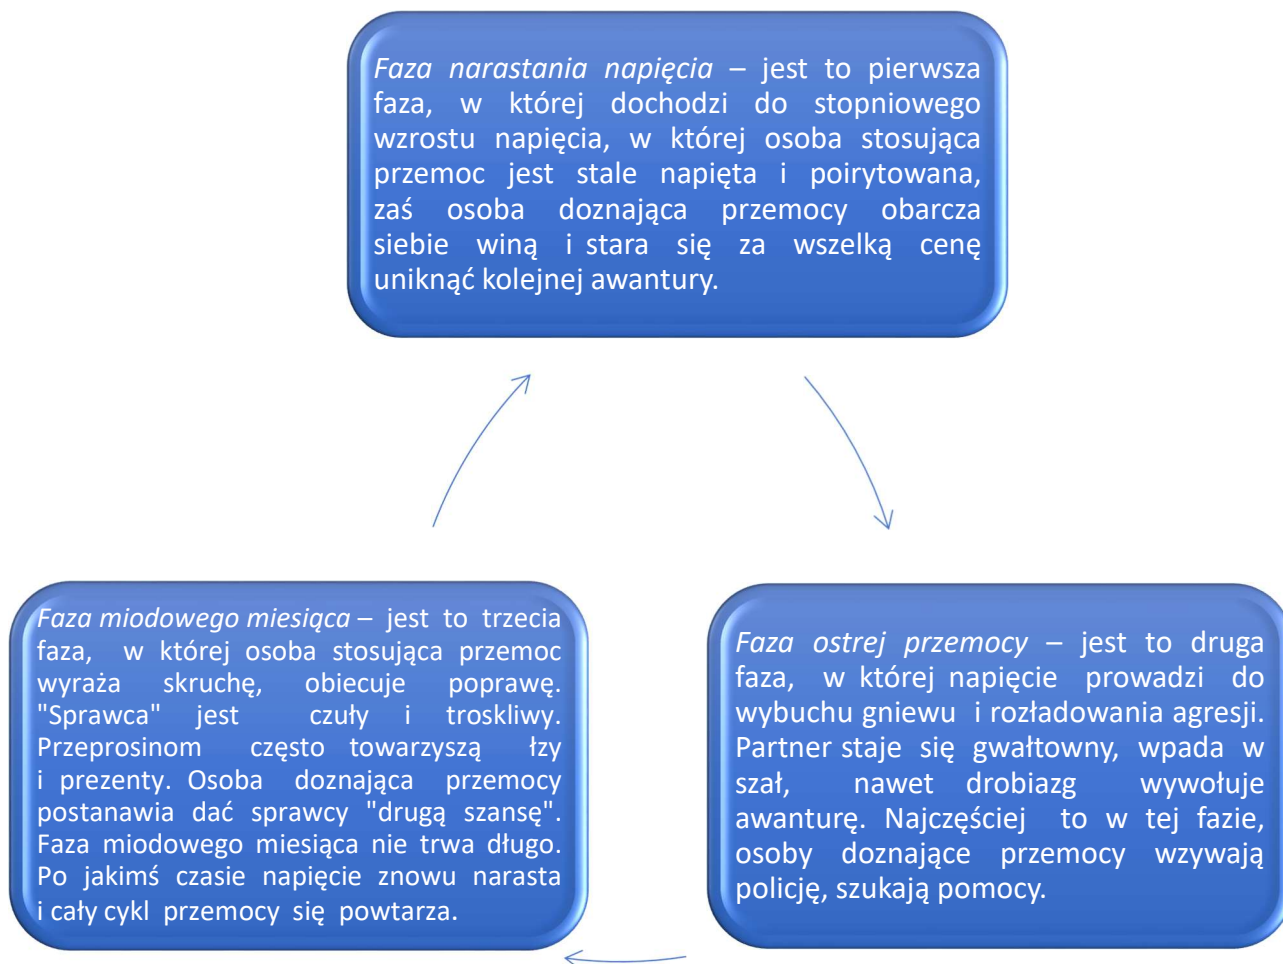 Faza narastania napięcia – jest to pierwsza
faza, w której dochodzi do stopniowego
wzrostu napięcia, w której osoba stosująca
przemoc jest stale napięta i poirytowana,
zaś osoba doznająca przemocy obarcza
siebie winą i stara się za wszelką cenę
uniknąć kolejnej awantury.
Faza ostrej przemocy – jest to druga
faza, w której napięcie prowadzi do
wybuchu gniewu i rozładowania agresji.
Partner staje się gwałtowny, wpada w
szał, nawet drobiazg wywołuje
awanturę. Najczęściej to w tej fazie,
osoby doznające przemocy wzywają
policję, szukają pomocy.
Faza miodowego miesiąca – jest to trzecia
faza, w której osoba stosująca przemoc
wyraża skruchę, obiecuje poprawę.
"Sprawca" jest czuły i troskliwy.
Przeprosinom często towarzyszą łzy
i prezenty. Osoba doznająca przemocy
postanawia dać sprawcy "drugą szansę".
Faza miodowego miesiąca nie trwa długo.
Po jakimś czasie napięcie znowu narasta
i cały cykl przemocy się powtarza.